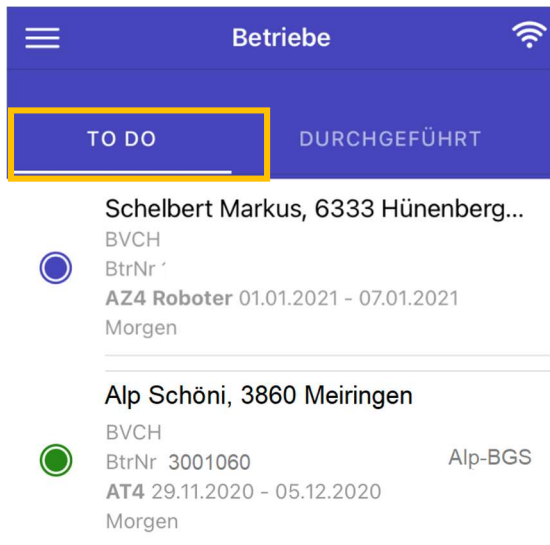 Betriebe
TO DO DURCHGEFÜHRT
Schelbert Markus, 6333 Hünenberg...
BVCH
BtrNr
AZ4 Roboter 01.01.2021 - 07.01.2021
Morgen
Alp Schöni, 3860 Meiringen
BVCH
BtrNr 3001060 Alp-BGS
AT4 29.11.2020 - 05.12.2020
Morgen